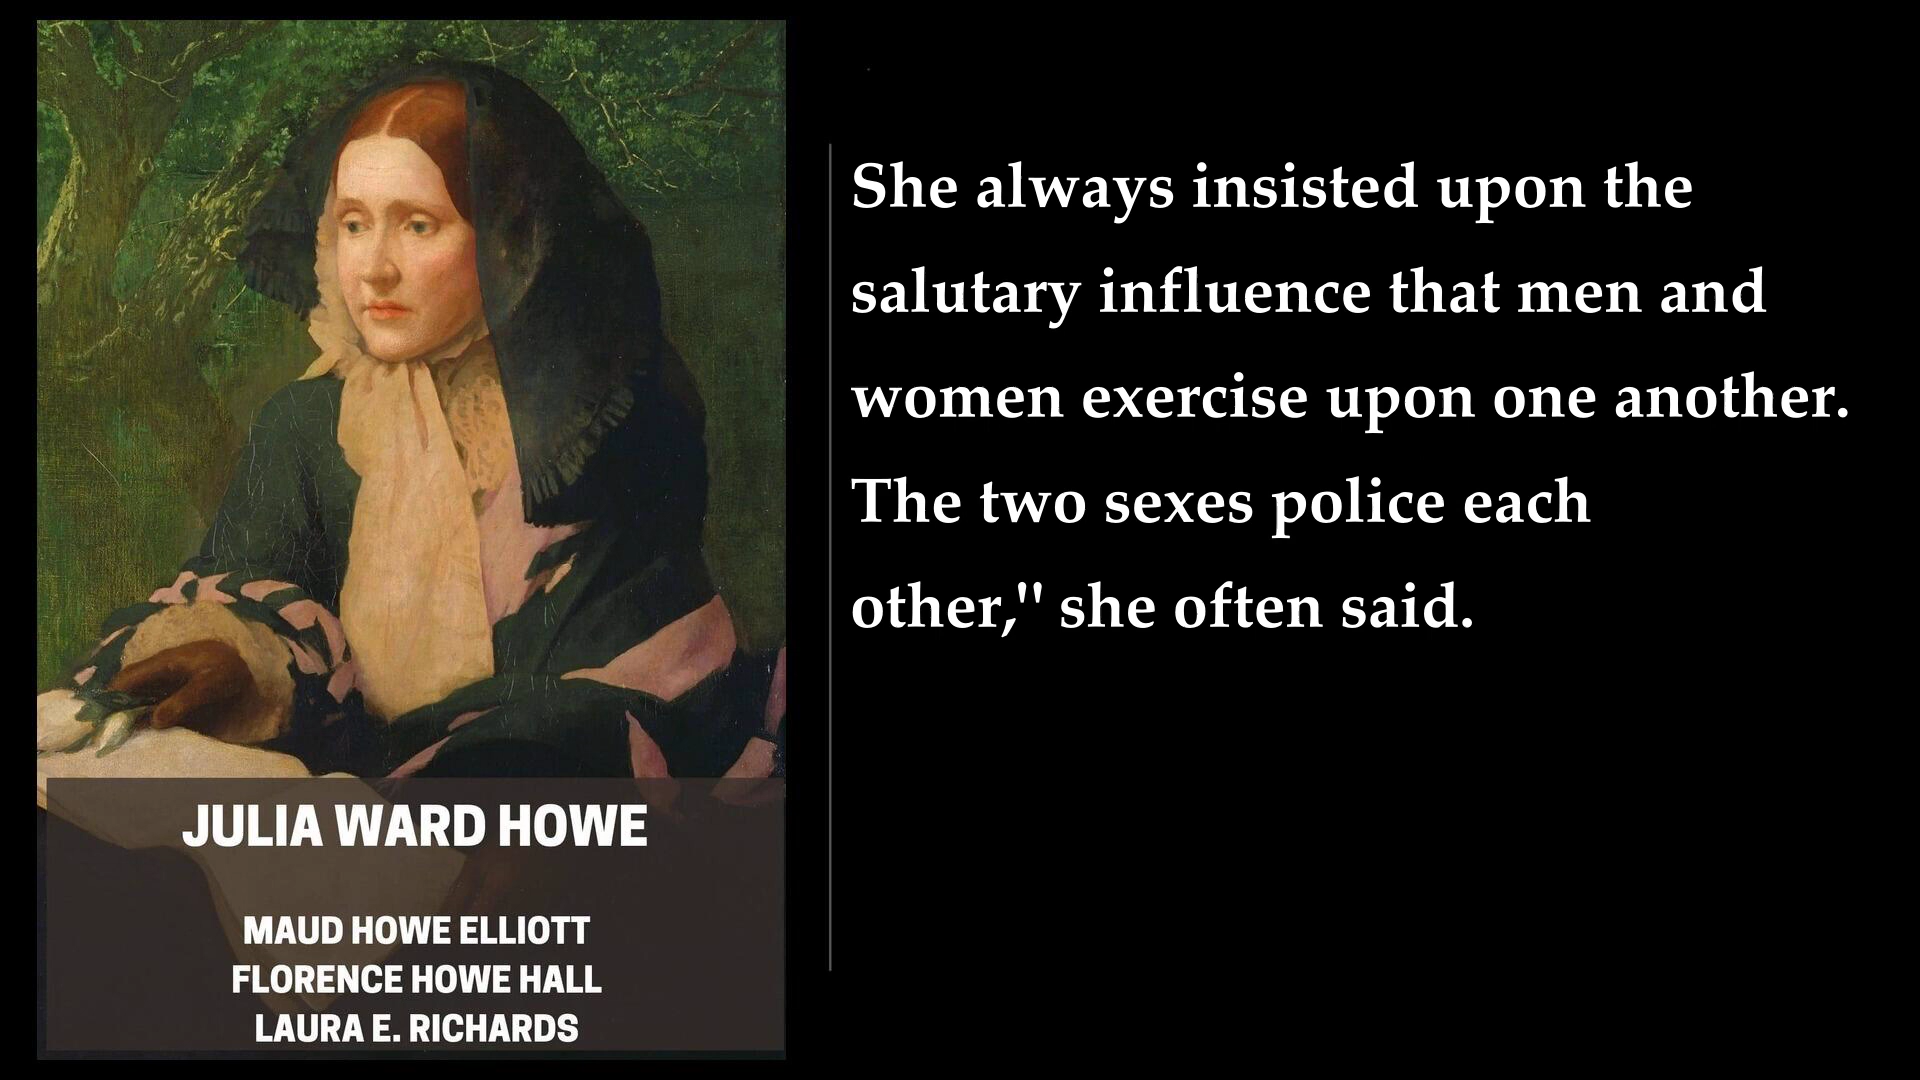 She always insisted upon the
salutary influence that men and
women exercise upon one another.
The two sexes police each
other," she often said.
JULIA WARD HOWE
MAUD HOWE ELLIOTT
FLORENCE HOWE HALL
LAURA E. RICHARDS